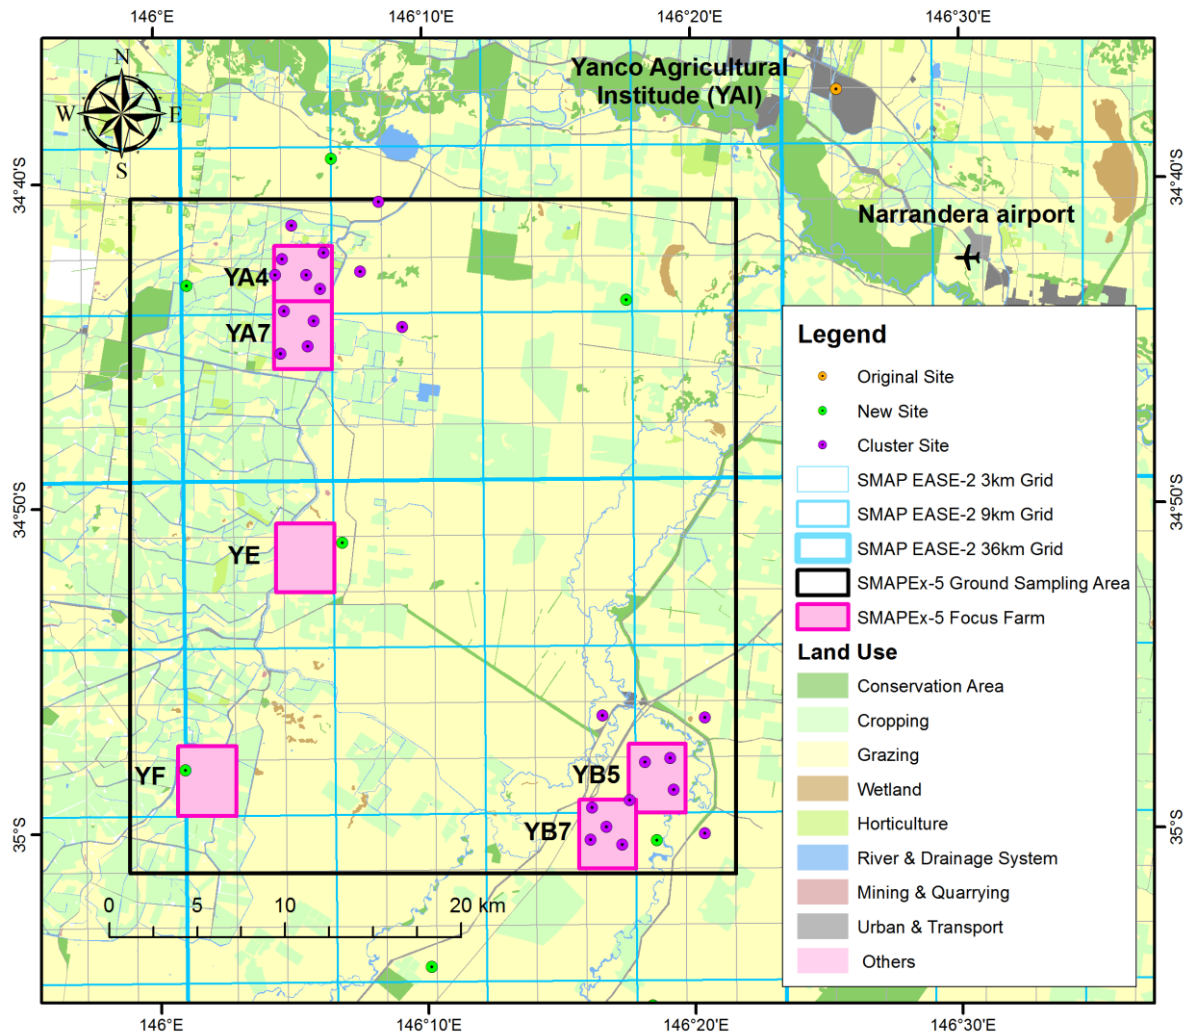 146°E 146°10'E 146°20'E 146°30'E
N
W E
S
Yanco Agricultural
Institude (YAI)
34°40'S
34°40'S
Narrandera airport
YA4
YA7
Legend
Original Site
New Site
Cluster Site
SMAP EASE-2 3km Grid
SMAP EASE-2 9km Grid
SMAP EASE-2 36km Grid
SMAPEx-5 Ground Sampling Area
SMAPEx-5 Focus Farm
Land Use
Conservation Area
Cropping
Grazing
Wetland
Horticulture
River & Drainage System
Mining & Quarrying
Urban & Transport
Others
34°50'S
34°50'S
YE
YF
YB5
YB7
35°S
35°S
0 5 10 20 km
146°E 146°10'E 146°20'E 146°30'E